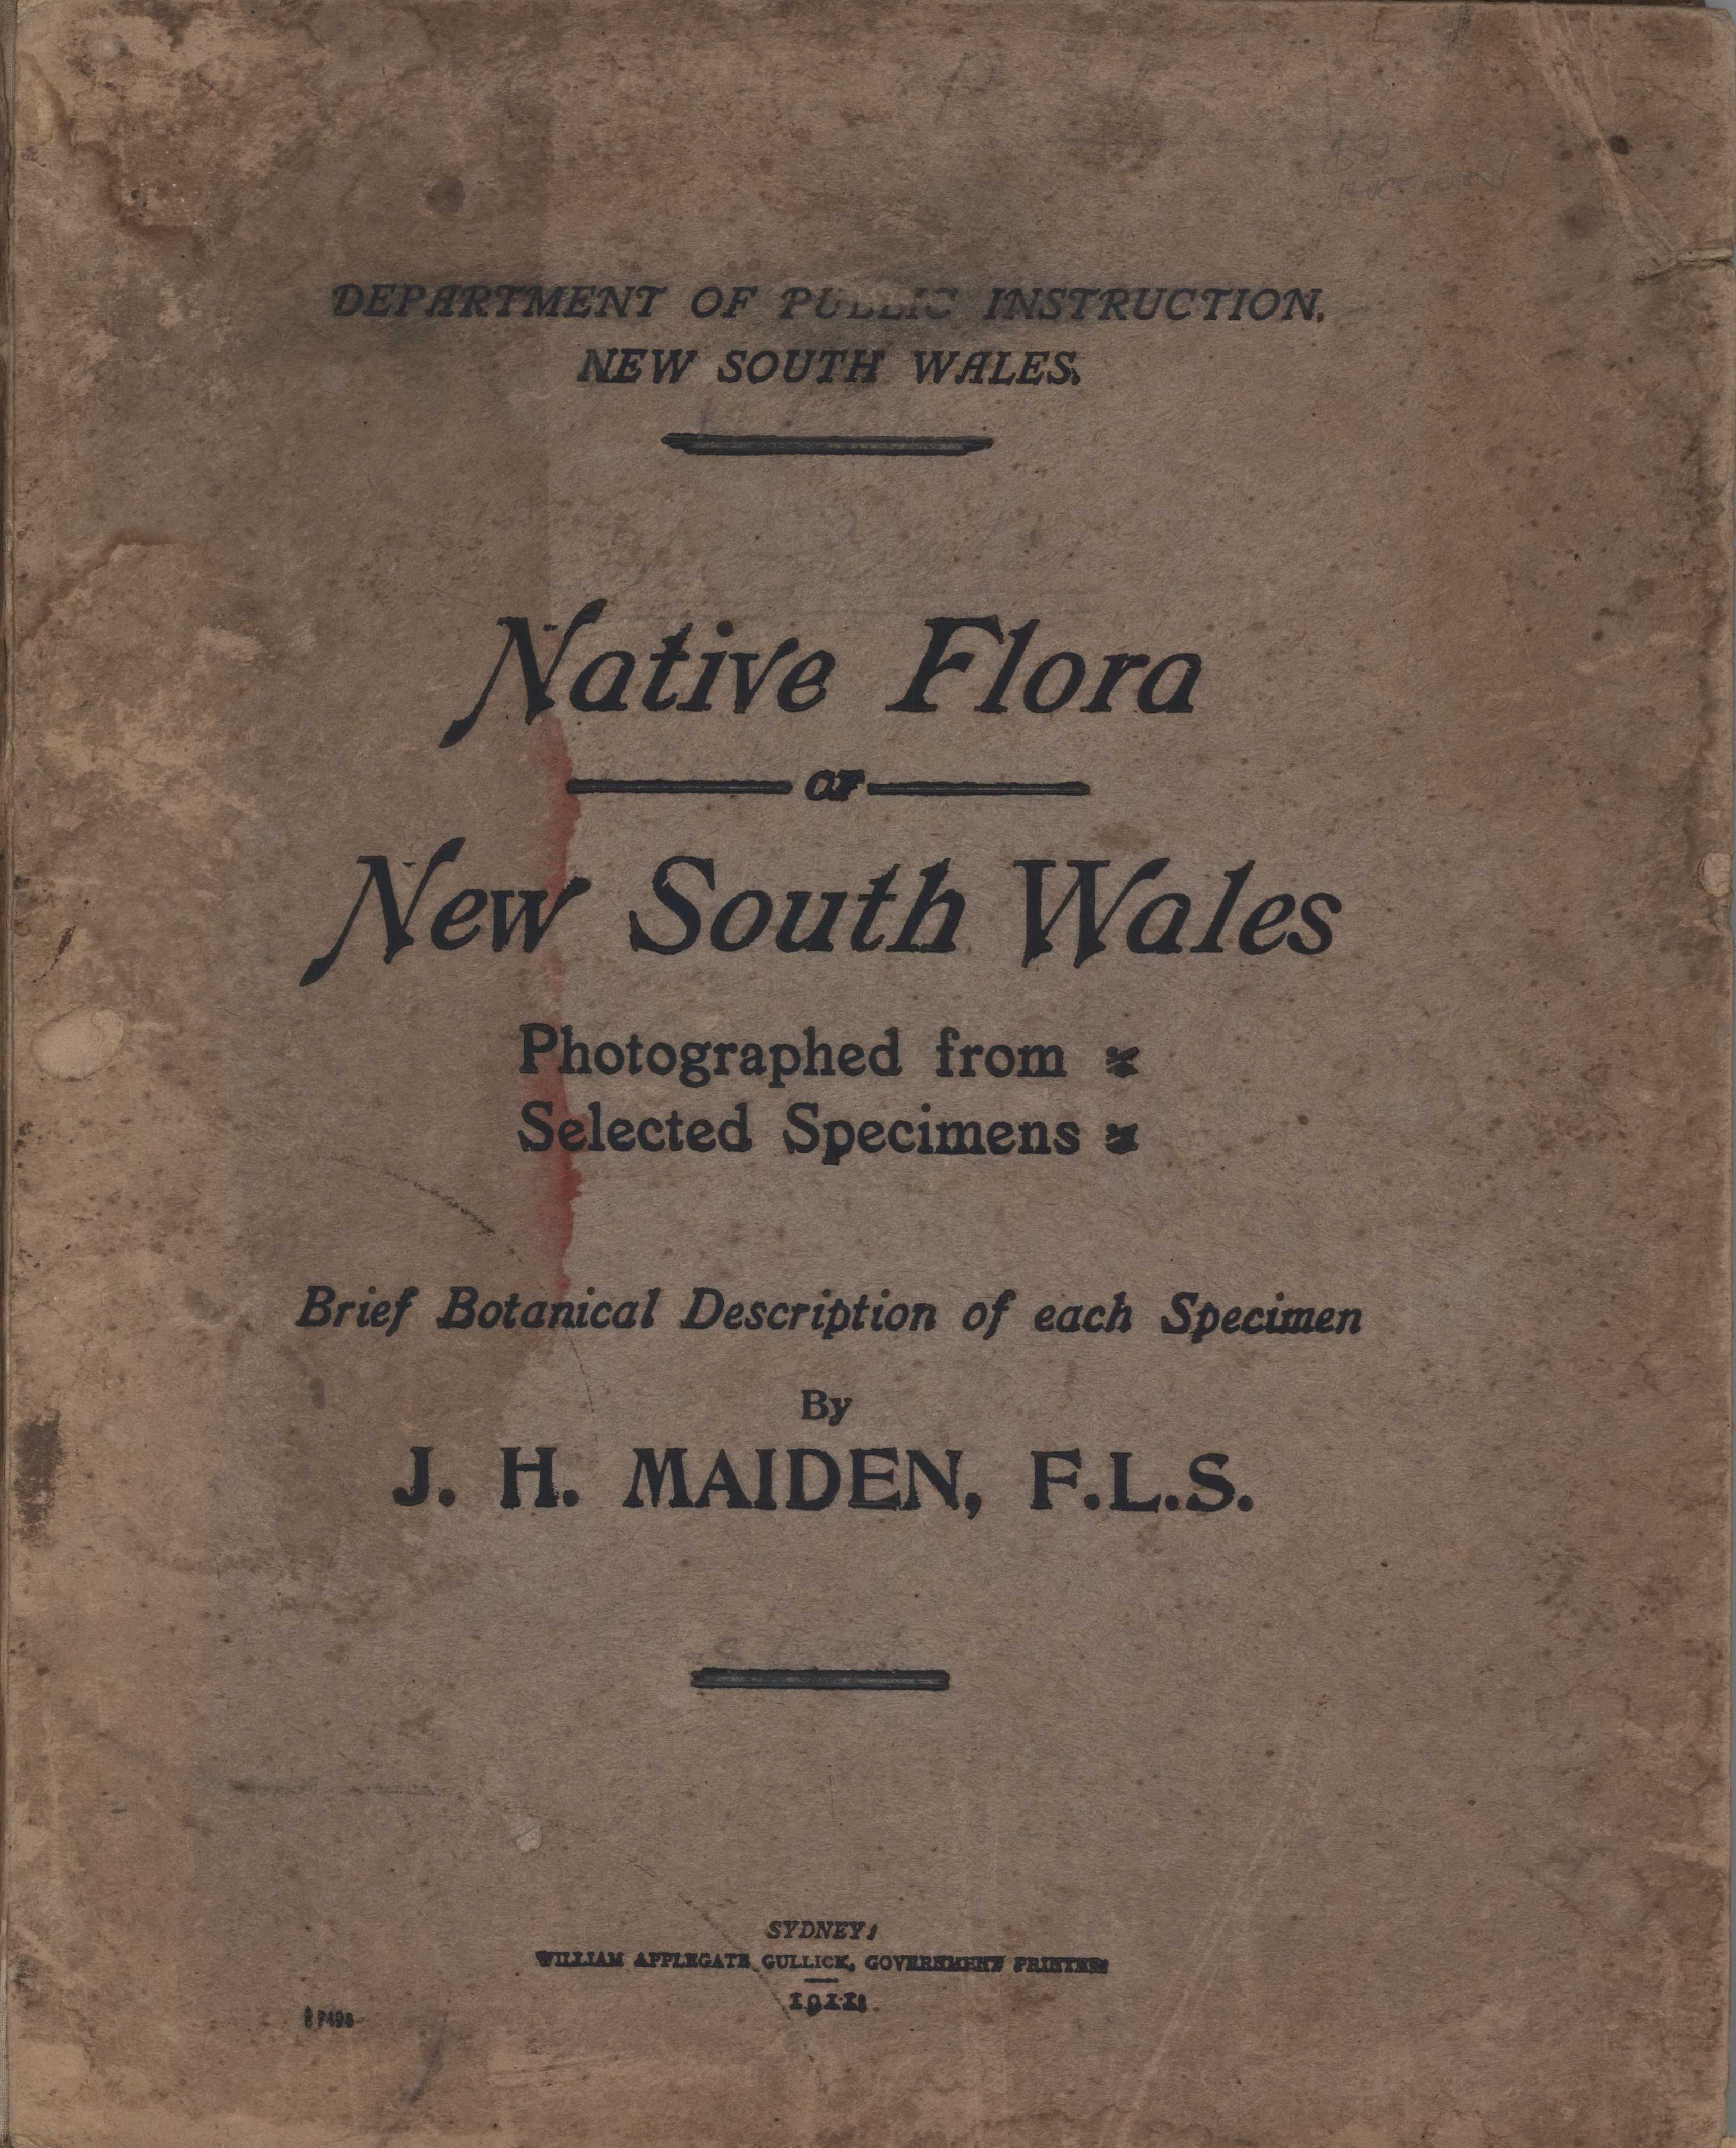 DEPARTMENT OF PUBLIC INSTRUCTION,
NEW SOUTH WALES.
Native Flora
OF
New South Wales
Photographed from
Selected Specimens
Brief Botanical Description of each Specimen
By
J. H. MAIDEN, F.L.S.
SYDNEY:
WILLIAM APPLEGATE GULLICK, GOVERNMENT PRINTER.
1911.